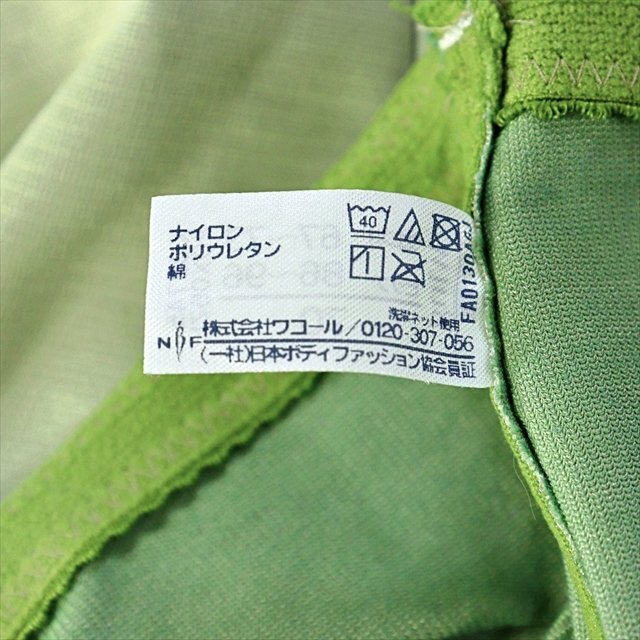 ナイロン
ポリウレタン
綿
40
洗濯ネット使用
NBF 株式会社ワコール/0120-307-056
(一社)日本ボディファッション協会員証